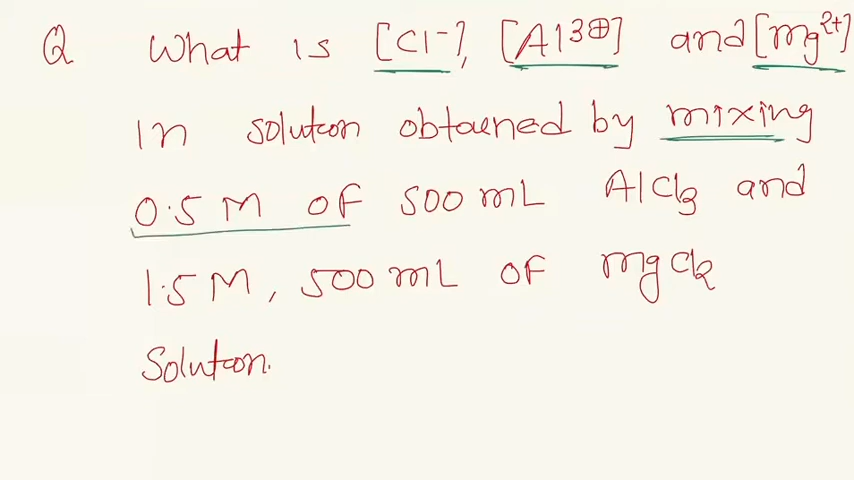 Q What is [Cl-], [Al3⊕] and [mg2+]
in solution obtained by mixing
0.5 M of 500 mL AlCl3 and
1.5 M, 500 mL of mgCl2
Solution.